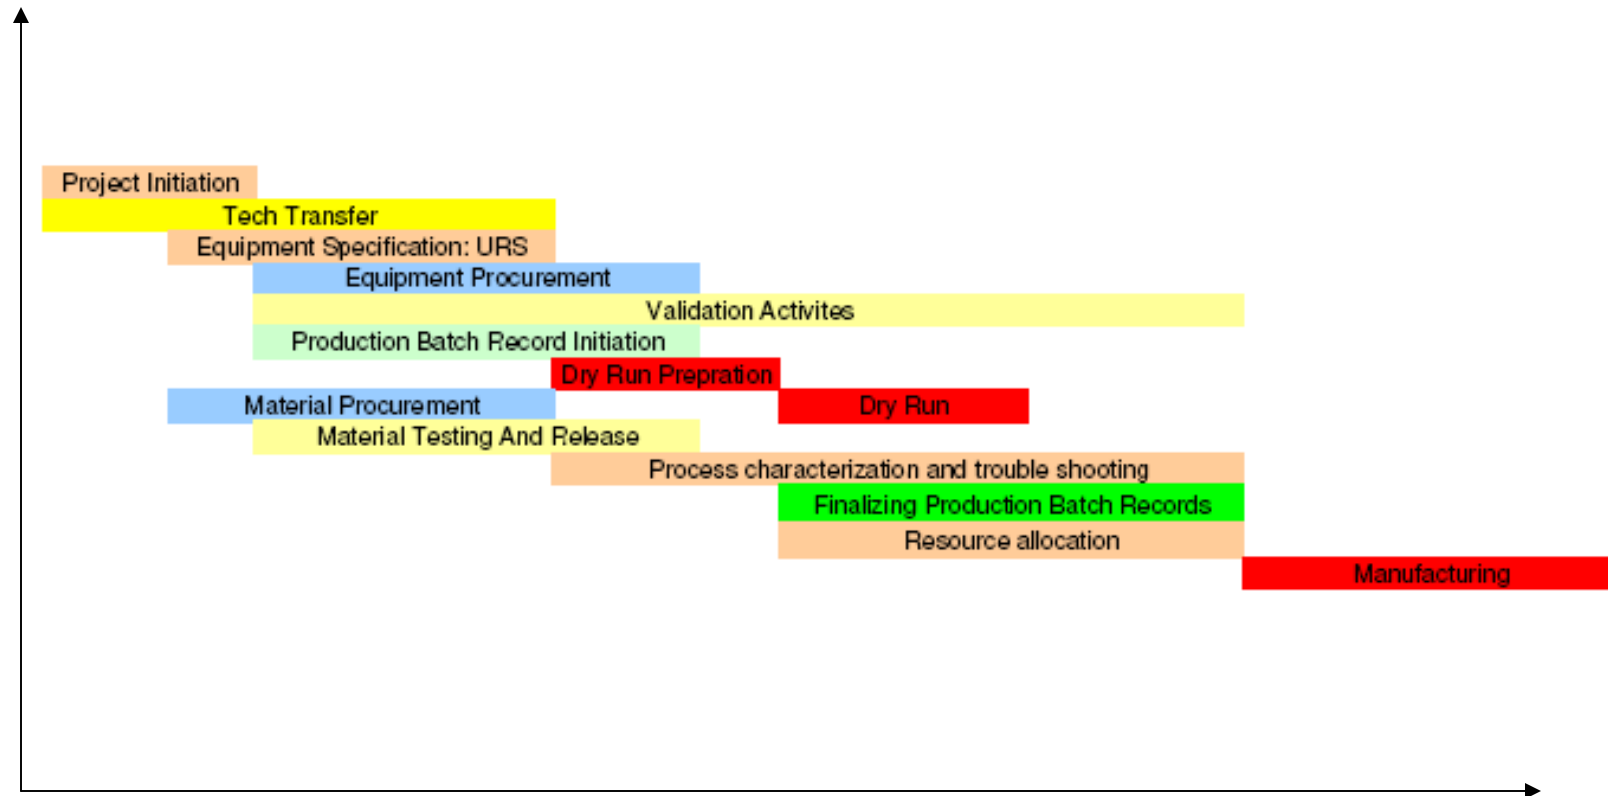 Project Initiation
Tech Transfer
Equipment Specification: URS
Equipment Procurement
Validation Activites
Production Batch Record Initiation
Dry Run Prepration
Material Procurement
Dry Run
Material Testing And Release
Process characterization and trouble shooting
Finalizing Production Batch Records
Resource allocation
Manufacturing